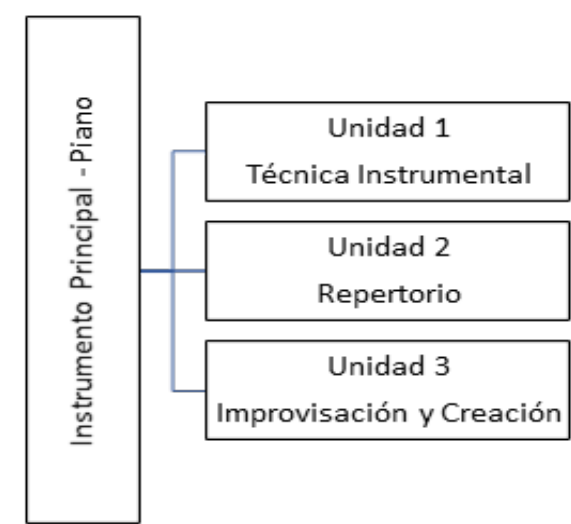 Instrumento Principal - Piano
Unidad 1
Técnica Instrumental
Unidad 2
Repertorio
Unidad 3
Improvisación y Creación